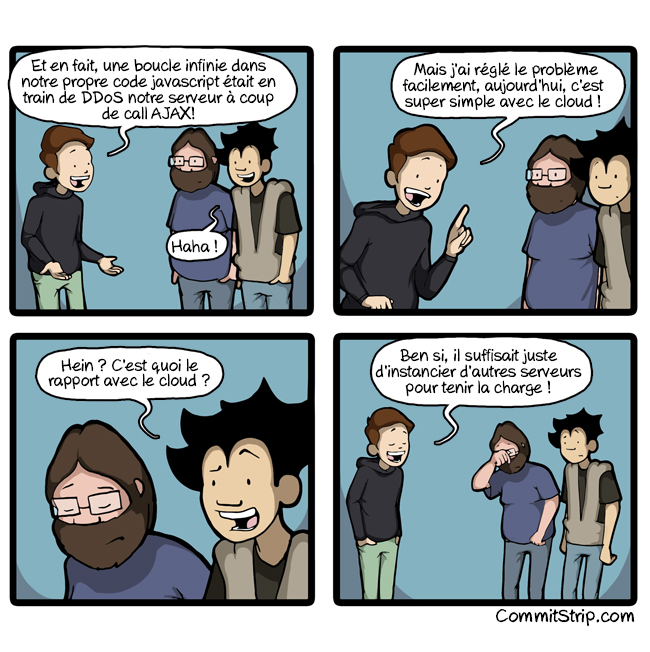 Et en fait, une boucle infinie dans
notre propre code javascript était en
train de DDoS notre serveur à coup
de call AJAX!
Haha !
Mais j'ai réglé le problème
facilement, aujourd'hui, c'est
super simple avec le cloud !
Hein ? C'est quoi le
rapport avec le cloud ?
Ben si, il suffisait juste
d'instancier d'autres serveurs
pour tenir la charge !
CommitStrip.com